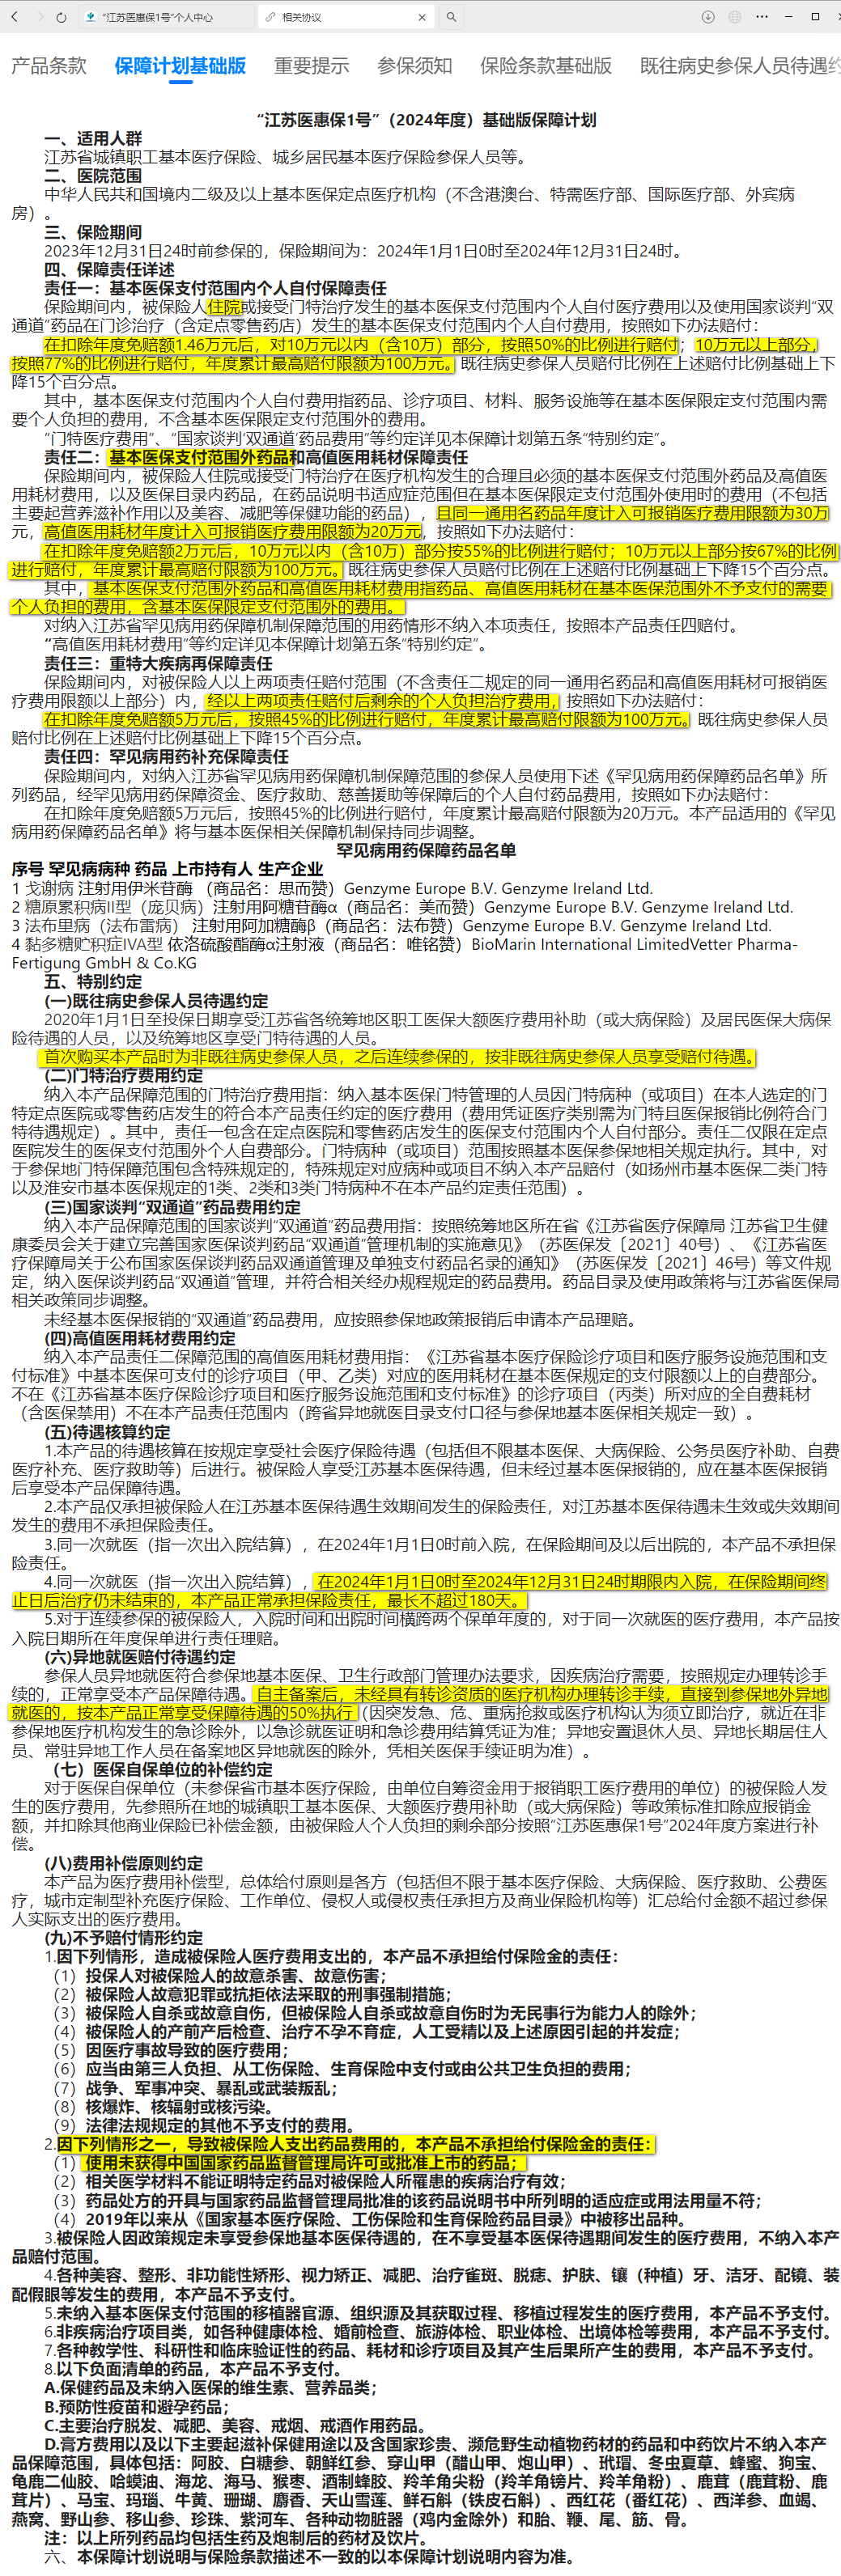 "江苏医惠保1号"个人中心
相关协议
产品条款 保障计划基础版 重要提示 参保须知 保险条款基础版 既往病史参保人员待遇约
"江苏医惠保1号"（2024年度）基础版保障计划
一、适用人群
江苏省城镇职工基本医疗保险、城乡居民基本医疗保险参保人员等。
二、医院范围
中华人民共和国境内二级及以上基本医保定点医疗机构（不含港澳台、特需医疗部、国际医疗部、外宾病
房）。
三、保险期间
2023年12月31日24时前参保的，保险期间为：2024年1月1日0时至2024年12月31日24时。
四、保障责任详述
责任一：基本医保支付范围内个人自付保障责任
保险期间内，被保险人住院或接受门特治疗发生的基本医保支付范围内个人自付医疗费用以及使用国家谈判"双
通道"药品在门诊治疗（含定点零售药店）发生的基本医保支付范围内个人自付费用，按照如下办法赔付：
在扣除年度免赔额1.46万元后，对10万元以内（含10万）部分，按照50%的比例进行赔付；10万元以上部分，
按照77%的比例进行赔付，年度累计最高赔付限额为100万元。既往病史参保人员赔付比例在上述赔付比例基础上下
降15个百分点。
其中，基本医保支付范围内个人自付费用指药品、诊疗项目、材料、服务设施等在基本医保限定支付范围内需
要个人负担的费用，不含基本医保限定支付范围外的费用。
"门特医疗费用"、"国家谈判'双通道'药品费用"等约定详见本保障计划第五条"特别约定"。
责任二：基本医保支付范围外药品和高值医用耗材保障责任
保险期间内，被保险人住院或接受门特治疗在医疗机构发生的合理且必须的基本医保支付范围外药品及高值医
用耗材费用，以及医保目录内药品，在药品说明书适应症范围但在基本医保限定支付范围外使用时的费用（不包括
主要起营养滋补作用以及美容、减肥等保健功能的药品），且同一通用名药品年度计入可报销医疗费用限额为30万
元，高值医用耗材年度计入可报销医疗费用限额为20万元，按照如下办法赔付：
在扣除年度免赔额2万元后，10万元以内（含10万）部分按55%的比例进行赔付；10万元以上部分按67%的比例
进行赔付，年度累计最高赔付限额为100万元。既往病史参保人员赔付比例在上述赔付比例基础上下降15个百分点。
其中，基本医保支付范围外药品和高值医用耗材费用指药品、高值医用耗材在基本医保范围外不予支付的需要
个人负担的费用，含基本医保限定支付范围外的费用。
对纳入江苏省罕见病用药保障机制保障范围的用药情形不纳入本项责任，按照本产品责任四赔付。
"高值医用耗材费用"等约定详见本保障计划第五条"特别约定"。
责任三：重特大疾病再保障责任
保险期间内，对被保险人以上两项责任赔付范围（不含责任二规定的同一通用名药品和高值医用耗材可报销医
疗费用限额以上部分）内，经以上两项责任赔付后剩余的个人负担治疗费用，按照如下办法赔付：
在扣除年度免赔额5万元后，按照45%的比例进行赔付，年度累计最高赔付限额为100万元。既往病史参保人员
赔付比例在上述赔付比例基础上下降15个百分点。
责任四：罕见病用药补充保障责任
保险期间内，对纳入江苏省罕见病用药保障机制保障范围的参保人员使用下述《罕见病用药保障药品名单》所
列药品，经罕见病用药保障资金、医疗救助、慈善援助等保障后的个人自付药品费用，按照如下办法赔付：
在扣除年度免赔额5万元后，按照45%的比例进行赔付，年度累计最高赔付限额为20万元。本产品适用的《罕见
病用药保障药品名单》将与基本医保相关保障机制保持同步调整。
罕见病用药保障药品名单
序号 罕见病病种 药品 上市持有人 生产企业
1 戈谢病 注射用伊米苷酶 （商品名：思而赞）Genzyme Europe B.V. Genzyme Ireland Ltd.
2 糖原累积病II型（庞贝病）注射用阿糖苷酶α（商品名：美而赞）Genzyme Europe B.V. Genzyme Ireland Ltd.
3 法布里病（法布雷病） 注射用阿加糖酶β（商品名：法布赞）Genzyme Europe B.V. Genzyme Ireland Ltd.
4 黏多糖贮积症IVA型 依洛硫酸酯酶α注射液（商品名：唯铭赞）BioMarin International LimitedVetter Pharma-
Fertigung GmbH & Co.KG
五、特别约定
(一)既往病史参保人员待遇约定
2020年1月1日至投保日期享受江苏省各统筹地区职工医保大额医疗费用补助（或大病保险）及居民医保大病保
险待遇的人员，以及统筹地区享受门特待遇的人员。
首次购买本产品时为非既往病史参保人员，之后连续参保的，按非既往病史参保人员享受赔付待遇。
(二)门特治疗费用约定
纳入本产品保障范围的门特治疗费用指：纳入基本医保门特管理的人员因门特病种（或项目）在本人选定的门
特定点医院或零售药店发生的符合本产品责任约定的医疗费用（费用凭证医疗类别需为门特且医保报销比例符合门
特待遇规定）。其中，责任一包含在定点医院和零售药店发生的医保支付范围内个人自付部分。责任二仅限在定点
医院发生的医保支付范围外个人自费部分。门特病种（或项目）范围按照基本医保参保地相关规定执行。其中，对
于参保地门特保障范围包含特殊规定的，特殊规定对应病种或项目不纳入本产品赔付（如扬州市基本医保二类门特
以及淮安市基本医保规定的1类、2类和3类门特病种不在本产品约定责任范围）。
(三)国家谈判"双通道"药品费用约定
纳入本产品保障范围的国家谈判"双通道"药品费用指：按照统筹地区所在省《江苏省医疗保障局 江苏省卫生健
康委员会关于建立完善国家医保谈判药品"双通道"管理机制的实施意见》（苏医保发〔2021〕40号）、《江苏省医
疗保障局关于公布国家医保谈判药品双通道管理及单独支付药品名录的通知》（苏医保发〔2021〕46号）等文件规
定，纳入医保谈判药品"双通道"管理，并符合相关经办规程规定的药品费用。药品目录及使用政策将与江苏省医保局
相关政策同步调整。
未经基本医保报销的"双通道"药品费用，应按照参保地政策报销后申请本产品理赔。
(四)高值医用耗材费用约定
纳入本产品责任二保障范围的高值医用耗材费用指：《江苏省基本医疗保险诊疗项目和医疗服务设施范围和支
付标准》中基本医保可支付的诊疗项目（甲、乙类）对应的医用耗材在基本医保规定的支付限额以上的自费部分。
不在《江苏省基本医疗保险诊疗项目和医疗服务设施范围和支付标准》的诊疗项目（丙类）所对应的全自费耗材
（含医保禁用）不在本产品责任范围内（跨省异地就医目录支付口径与参保地基本医保相关规定一致）。
(五)待遇核算约定
1.本产品的待遇核算在按规定享受社会医疗保险待遇（包括但不限基本医保、大病保险、公务员医疗补助、自费
医疗补充、医疗救助等）后进行。被保险人享受江苏基本医保待遇，但未经过基本医保报销的，应在基本医保报销
后享受本产品保障待遇。
2.本产品仅承担被保险人在江苏基本医保待遇生效期间发生的保险责任，对江苏基本医保待遇未生效或失效期间
发生的费用不承担保险责任。
3.同一次就医（指一次出入院结算），在2024年1月1日0时前入院，在保险期间及以后出院的，本产品不承担保
险责任。
4.同一次就医（指一次出入院结算），在2024年1月1日0时至2024年12月31日24时期限内入院，在保险期间终
止日后治疗仍未结束的，本产品正常承担保险责任，最长不超过180天。
5.对于连续参保的被保险人，入院时间和出院时间横跨两个保单年度的，对于同一次就医的医疗费用，本产品按
入院日期所在年度保单进行责任理赔。
(六)异地就医赔付待遇约定
参保人员异地就医符合参保地基本医保、卫生行政部门管理办法要求，因疾病治疗需要，按照规定办理转诊手
续的，正常享受本产品保障待遇。自主备案后，未经具有转诊资质的医疗机构办理转诊手续，直接到参保地外异地
就医的，按本产品正常享受保障待遇的50%执行（因突发急、危、重病抢救或医疗机构认为须立即治疗，就近在非
参保地医疗机构发生的急诊除外，以急诊就医证明和急诊费用结算凭证为准；异地安置退休人员、异地长期居住人
员、常驻异地工作人员在备案地区异地就医的除外，凭相关医保手续证明为准）。
（七）医保自保单位的补偿约定
对于医保自保单位（未参保省市基本医疗保险，由单位自筹资金用于报销职工医疗费用的单位）的被保险人发
生的医疗费用，先参照所在地的城镇职工基本医保、大额医疗费用补助（或大病保险）等政策标准扣除应报销金
额，并扣除其他商业保险已补偿金额，由被保险人个人负担的剩余部分按照"江苏医惠保1号"2024年度方案进行补
偿。
(八)费用补偿原则约定
本产品为医疗费用补偿型，总体给付原则是各方（包括但不限于基本医疗保险、大病保险、医疗救助、公费医
疗，城市定制型补充医疗保险、工作单位、侵权人或侵权责任承担方及商业保险机构等）汇总给付金额不超过参保
人实际支出的医疗费用。
(九)不予赔付情形约定
1.因下列情形，造成被保险人医疗费用支出的，本产品不承担给付保险金的责任：
（1）投保人对被保险人的故意杀害、故意伤害；
（2）被保险人故意犯罪或抗拒依法采取的刑事强制措施；
（3）被保险人自杀或故意自伤，但被保险人自杀或故意自伤时为无民事行为能力人的除外；
（4）被保险人的产前产后检查、治疗不孕不育症，人工受精以及上述原因引起的并发症；
（5）因医疗事故导致的医疗费用；
（6）应当由第三人负担、从工伤保险、生育保险中支付或由公共卫生负担的费用；
（7）战争、军事冲突、暴乱或武装叛乱；
（8）核爆炸、核辐射或核污染。
（9）法律法规规定的其他不予支付的费用。
2.因下列情形之一，导致被保险人支出药品费用的，本产品不承担给付保险金的责任：
（1）使用未获得中国国家药品监督管理局许可或批准上市的药品；
（2）相关医学材料不能证明特定药品对被保险人所罹患的疾病治疗有效；
（3）药品处方的开具与国家药品监督管理局批准的该药品说明书中所列明的适应症或用法用量不符；
（4）2019年以来从《国家基本医疗保险、工伤保险和生育保险药品目录》中被移出品种。
3.被保险人因政策规定未享受参保地基本医保待遇的，在不享受基本医保待遇期间发生的医疗费用，不纳入本产
品赔付范围。
4.各种美容、整形、非功能性矫形、视力矫正、减肥、治疗雀斑、脱痣、护肤、镶（种植）牙、洁牙、配镜、装
配假眼等发生的费用，本产品不予支付。
5.未纳入基本医保支付范围的移植器官源、组织源及其获取过程、移植过程发生的医疗费用，本产品不予支付。
6.非疾病治疗项目类，如各种健康体检、婚前检查、旅游体检、职业体检、出境体检等费用，本产品不予支付。
7.各种教学性、科研性和临床验证性的药品、耗材和诊疗项目及其产生后果所产生的费用，本产品不予支付。
8.以下负面清单的药品，本产品不予支付。
A.保健药品及未纳入医保的维生素、营养品类；
B.预防性疫苗和避孕药品；
C.主要治疗脱发、减肥、美容、戒烟、戒酒作用药品。
D.膏方费用以及以下主要起滋补保健用途以及含国家珍贵、濒危野生动植物药材的药品和中药饮片不纳入本产
品保障范围，具体包括：阿胶、白糖参、朝鲜红参、穿山甲（醋山甲、炮山甲）、玳瑁、冬虫夏草、蜂蜜、狗宝、
龟鹿二仙胶、哈蟆油、海龙、海马、猴枣、酒制蜂胶、羚羊角尖粉（羚羊角镑片、羚羊角粉）、鹿茸（鹿茸粉、鹿
茸片）、马宝、玛瑙、牛黄、珊瑚、麝香、天山雪莲、鲜石斛（铁皮石斛）、西红花（番红花）、西洋参、血竭、
燕窝、野山参、移山参、珍珠、紫河车、各种动物脏器（鸡内金除外）和胎、鞭、尾、筋、骨。
注：以上所列药品均包括生药及炮制后的药材及饮片。
六、本保障计划说明与保险条款描述不一致的以本保障计划说明内容为准。